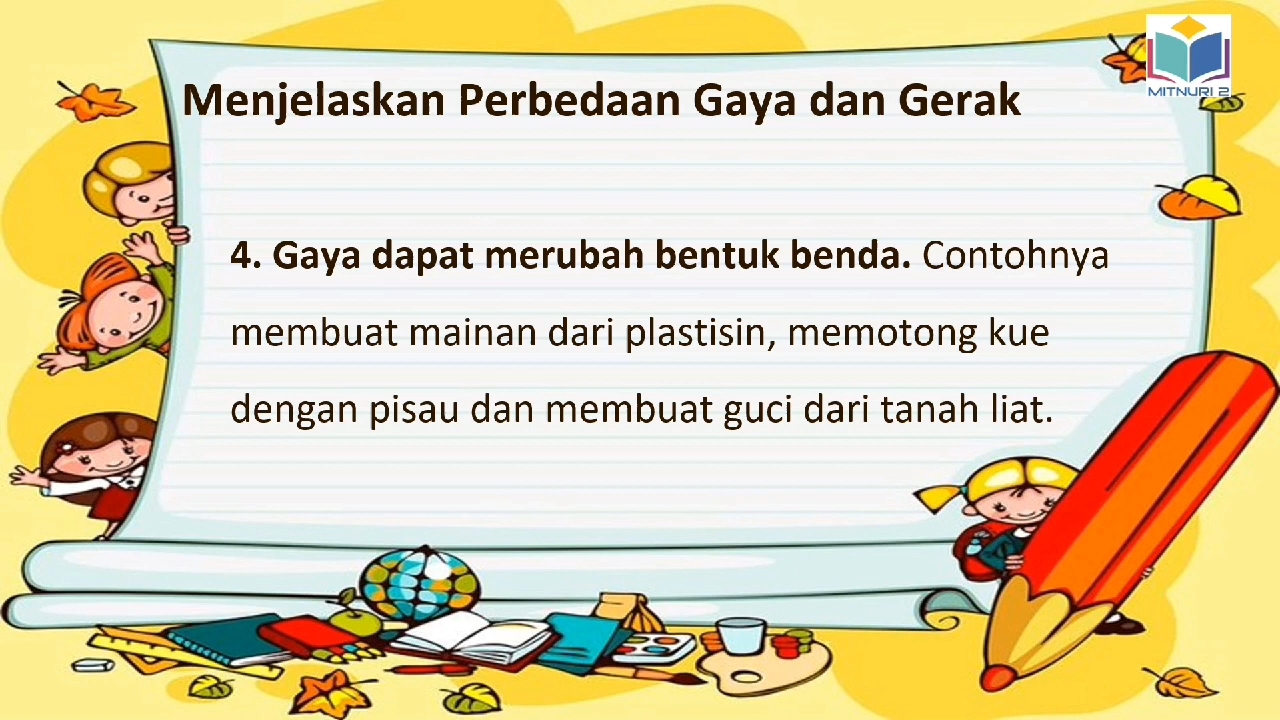 MITNURI 2
Menjelaskan Perbedaan Gaya dan Gerak
4. Gaya dapat merubah bentuk benda. Contohnya
membuat mainan dari plastisin, memotong kue
dengan pisau dan membuat guci dari tanah liat.